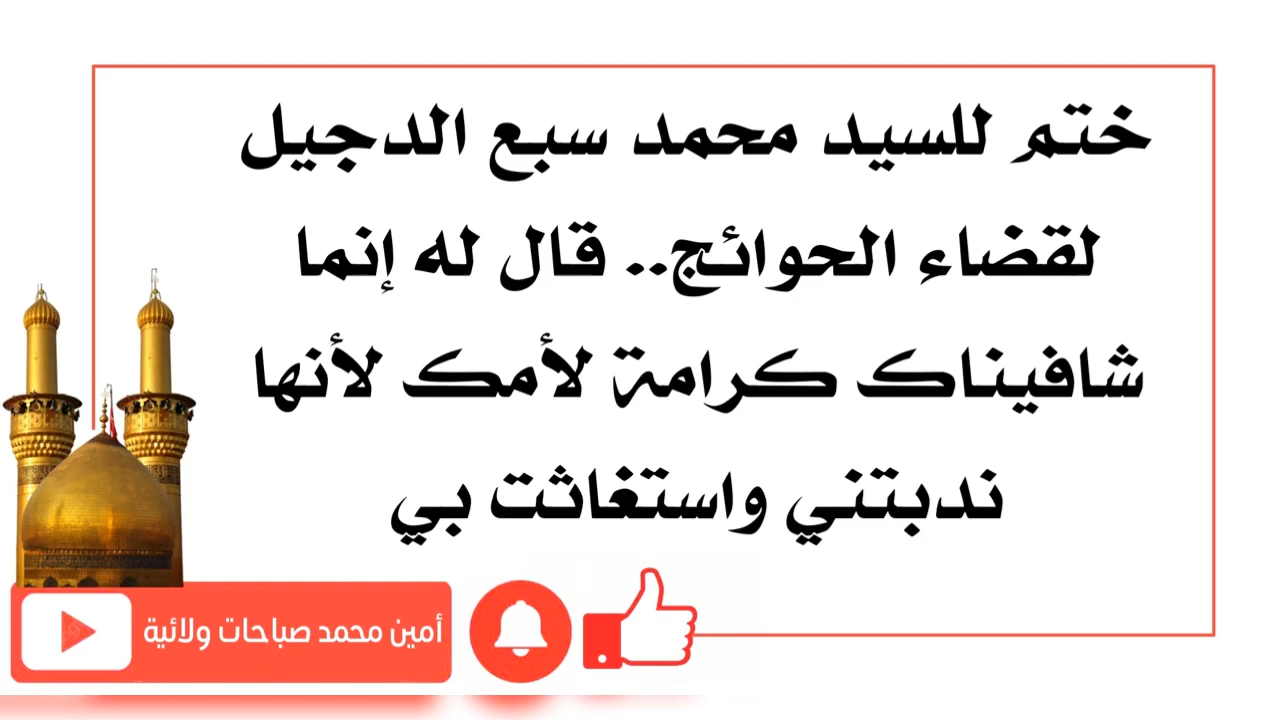 ختم للسيد محمد سبع الدجيل
لقضاء الحوائج.. قال له إنما
شافيناك كرامة لأمك لأنها
ندبتني واستغاثت بي
أمين محمد صباحات ولائية